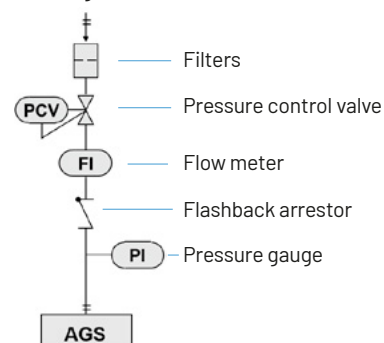 Filters
PCV
Pressure control valve
FI
Flow meter
Flashback arrestor
PI
Pressure gauge
AGS